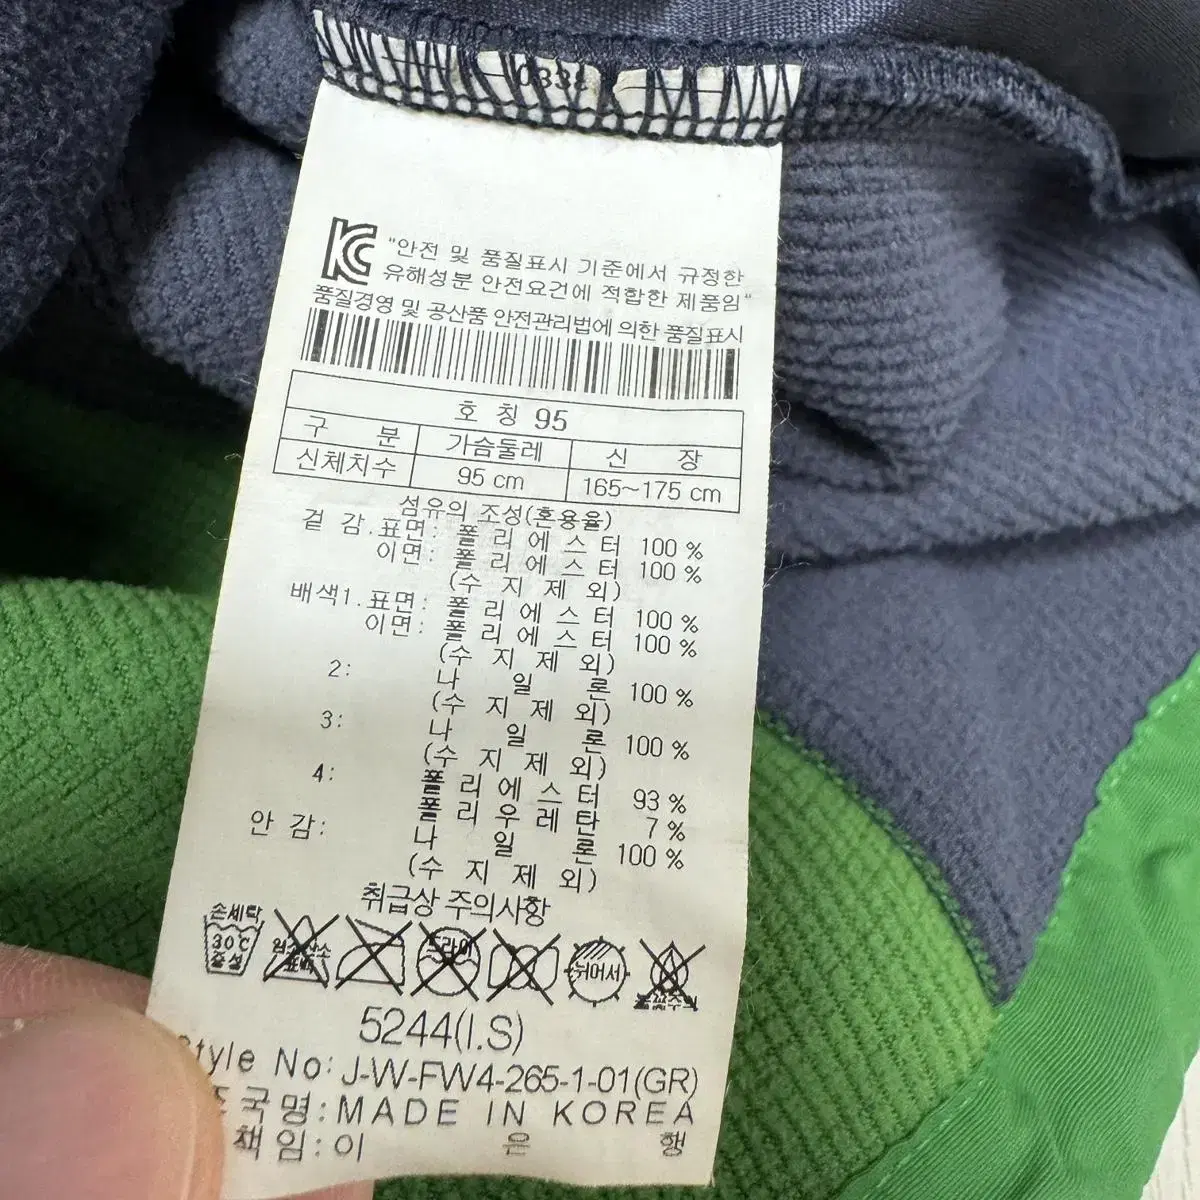 KC
"안전 및 품질표시 기준에서 규정한
유해성분 안전요건에 적합한 제품임"
품질경영 및 공산품 안전관리법에 의한 품질표시
호 칭 95
구 분 가슴둘레 신 장
신체치수 95 cm 165~175 cm
섬유의 조성(혼용율)
겉 감.표면: 폴 리 에 스 터 100 %
이면: 폴 리 에 스 터 100 %
(수 지 제 외)
배색1.표면: 폴 리 에 스 터 100 %
이면: 폴 리 에 스 터 100 %
(수 지 제 외)
2: 나 일 론 100 %
(수 지 제 외)
3: 나 일 론 100 %
(수 지 제 외)
4: 폴 리 에 스 터 93 %
폴 리 우 레 탄 7 %
안 감: 나 일 론 100 %
(수 지 제 외)
취급상 주의사항
손세탁
30℃
중성
드라이
뒤어서
불꽃주의
5244(I.S)
Style No: J-W-FW4-265-1-01(GR)
조국명: MADE IN KOREA
책임: 이 은 행